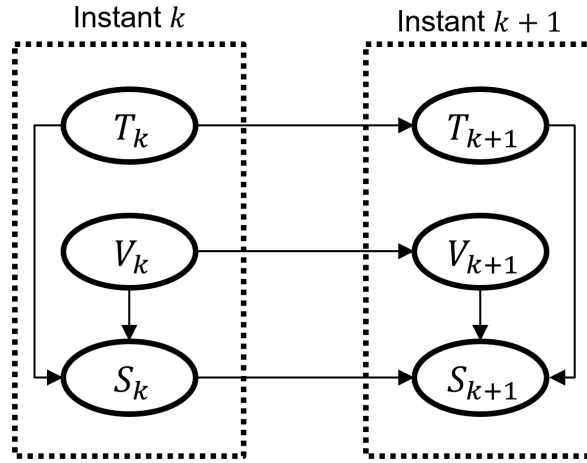 Instant k
Instant k + 1
T_k
T_{k+1}
V_k
V_{k+1}
S_k
S_{k+1}